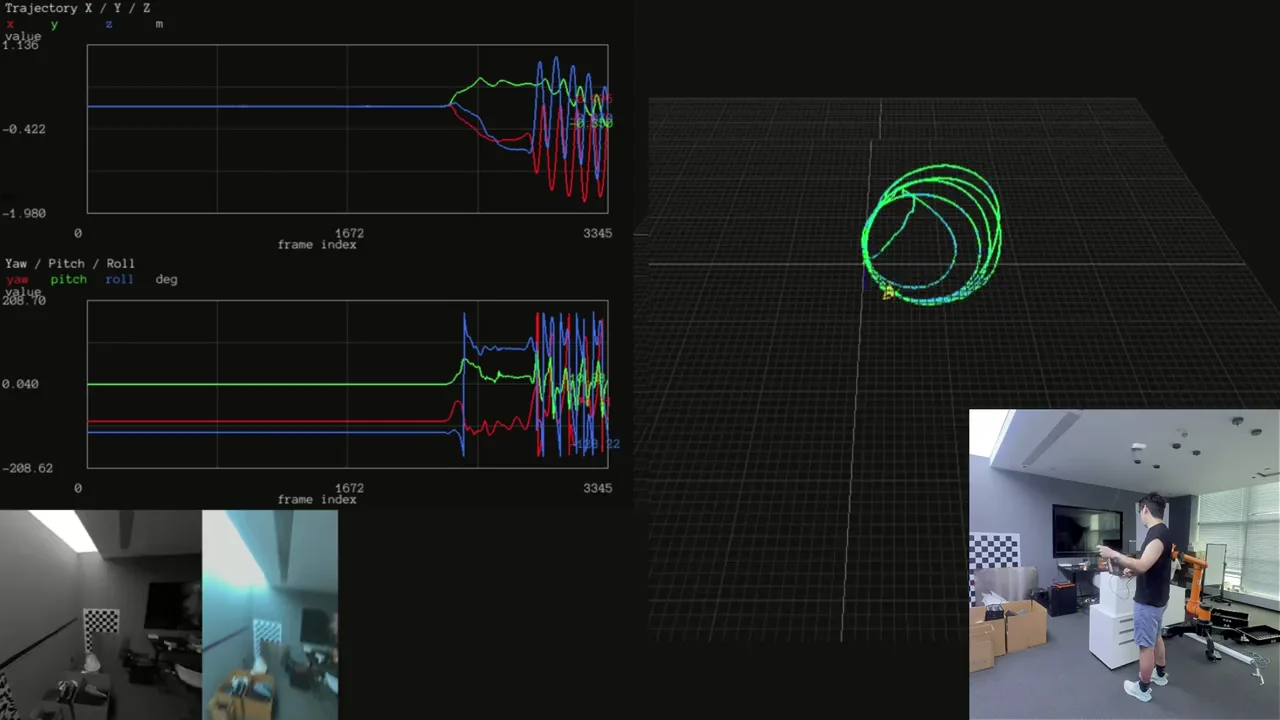 Trajectory X / Y / Z
x y z m
value
1.136
-0.422
-1.980
0 1672 3345
frame index
Yaw / Pitch / Roll
yaw pitch roll deg
value
208.70
0.040
-208.62
0 1672 3345
frame index